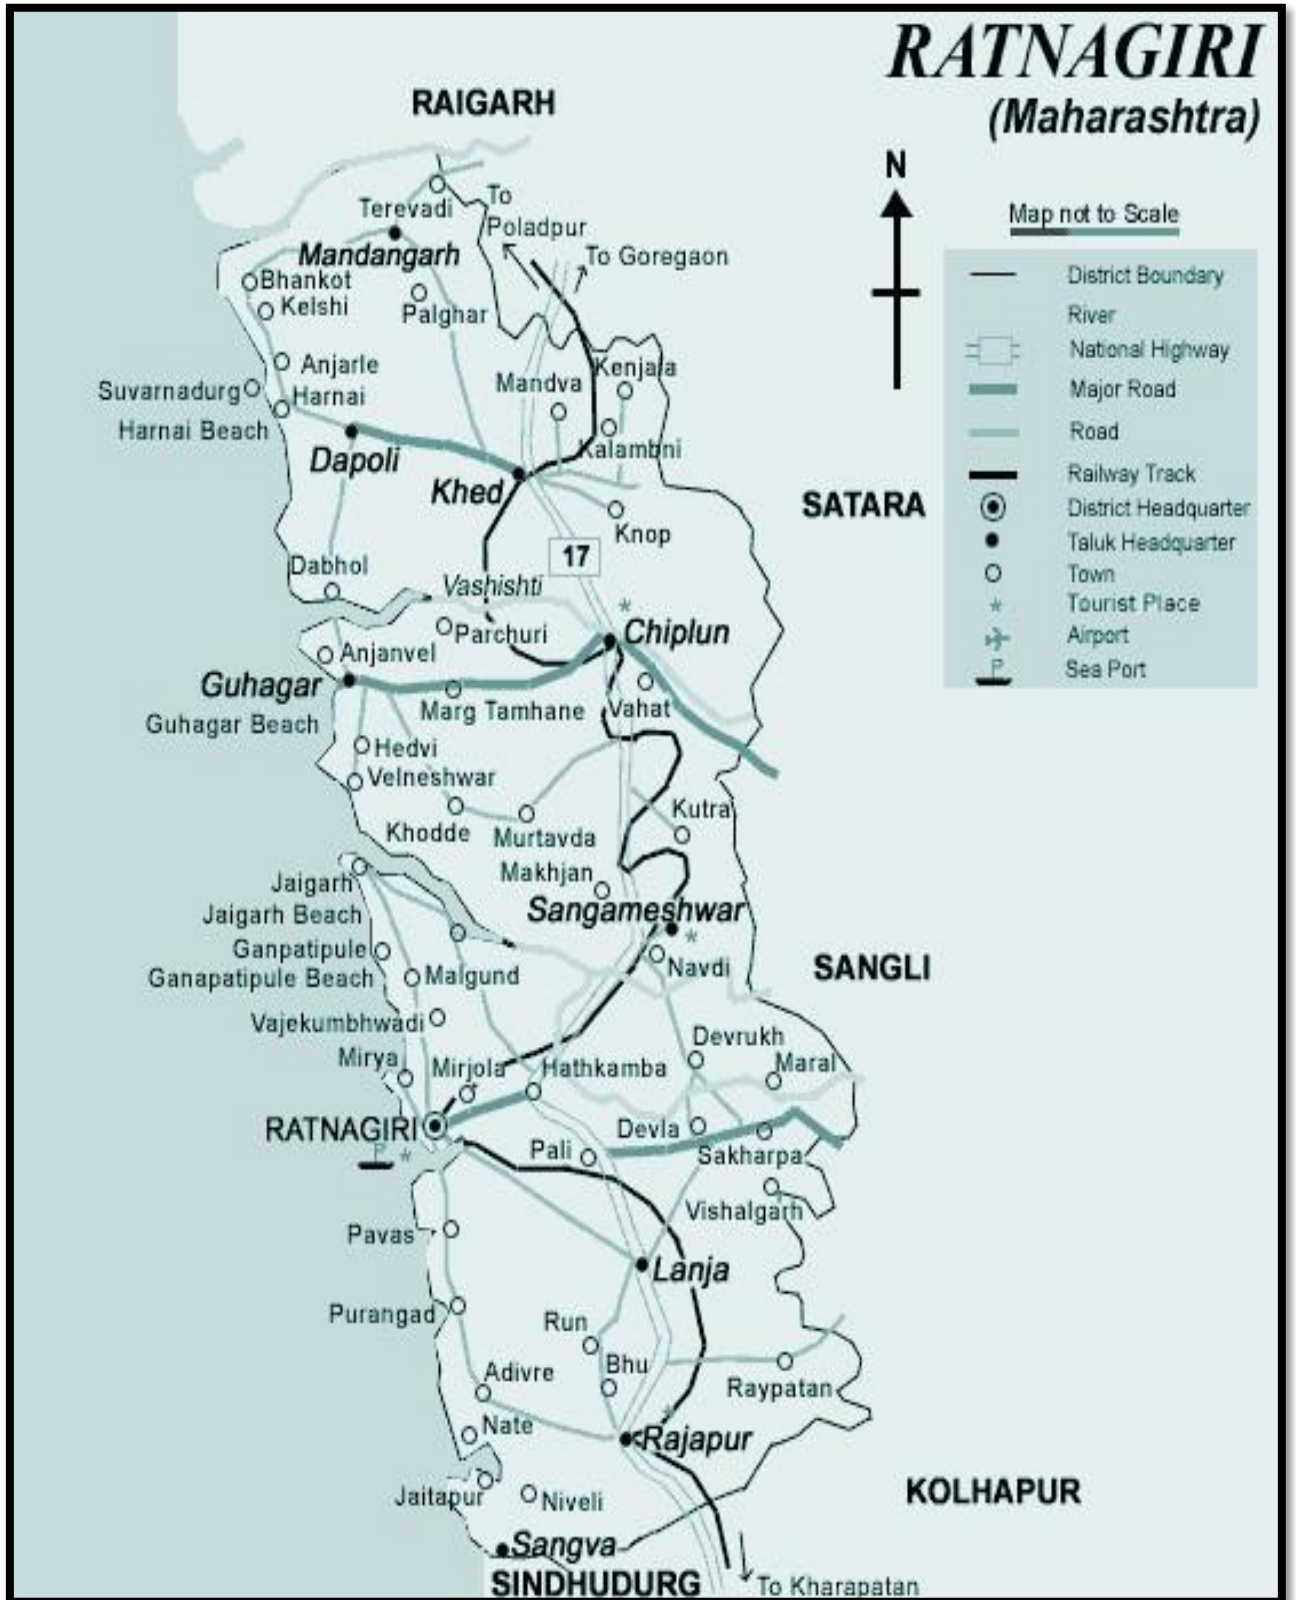 RATNAGIRI
(Maharashtra)
RAIGARH
N
To
Poladpur
Terevadi
Mandangarh
To Goregaon
Map not to Scale
Bhankot
Kelshi
Palghar
District Boundary
River
National Highway
Major Road
Road
Railway Track
District Headquarter
Taluk Headquarter
Town
Tourist Place
Airport
P
Sea Port
Anjarle
Suvarnadurg
Harnai
Harnai Beach
Mandva
Kenjala
Kalambni
Dapoli
Khed
SATARA
Knop
17
Dabhol
Vashishti
Parchuri
Chiplun
Anjanvel
Guhagar
Guhagar Beach
Marg Tamhane
Vahat
Hedvi
Velneshwar
Khodde
Murtavda
Kutra
Makhjan
Jaigarh
Jaigarh Beach
Sangameshwar
Ganpatipule
Ganapatipule Beach
Malgund
Navdi
SANGLI
Vajekumbhwadi
Mirya
Mirjola
Hathkamba
Devrukh
Maral
RATNAGIRI
P
Devla
Pali
Sakharpa
Vishalgarh
Pavas
Lanja
Purangad
Run
Bhu
Adivre
Raypatan
Nate
Rajapur
Jaitapur
Niveli
KOLHAPUR
Sangva
SINDHUDURG
To Kharapatan